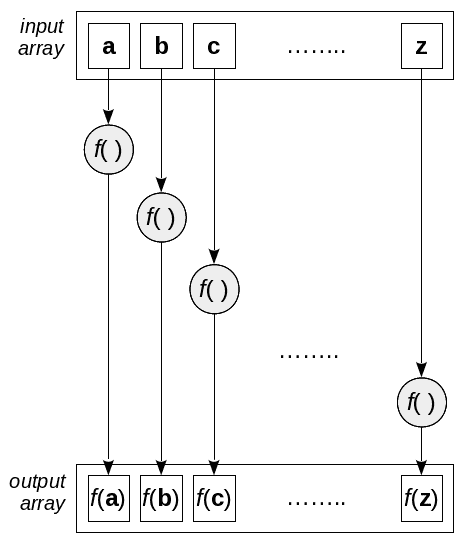 input
array
a b c ........ z
f( )
f( )
f( )
........
f( )
output
array
f(a) f(b) f(c) ........ f(z)